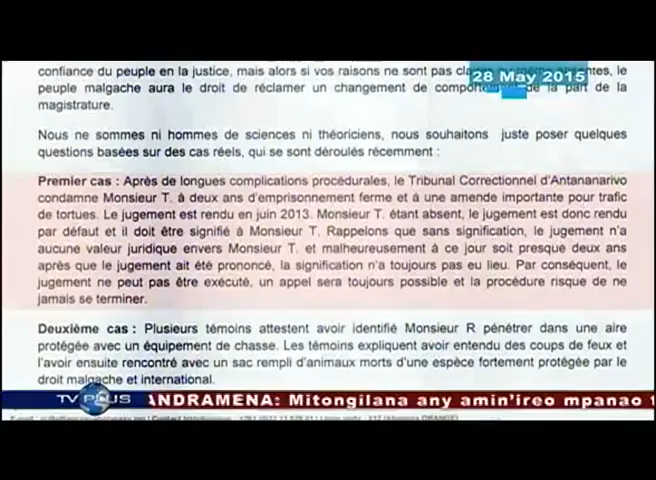 confiance du peuple en la justice, mais alors si vos raisons ne sont pas absentes, le
28 May 2015
peuple malgache aura le droit de réclamer un changement de de la part de la
magistrature.
Nous ne sommes ni hommes de sciences ni théoriciens, nous souhaitons juste poser quelques
questions basées sur des cas réels, qui se sont déroulés récemment :
Premier cas : Après de longues complications procédurales, le Tribunal Correctionnel d'Antananarivo
condamne Monsieur T. à deux ans d'emprisonnement ferme et à une amende importante pour trafic
de tortues. Le jugement est rendu en juin 2013. Monsieur T. étant absent, le jugement est donc rendu
par défaut et il doit être signifié à Monsieur T. Rappelons que sans signification, le jugement n'a
aucune valeur juridique envers Monsieur T. et malheureusement à ce jour soit presque deux ans
après que le jugement ait été prononcé, la signification n'a toujours pas eu lieu. Par conséquent, le
jugement ne peut pas être exécuté, un appel sera toujours possible et la procédure risque de ne
jamais se terminer.
Deuxième cas : Plusieurs témoins attestent avoir identifié Monsieur R pénétrer dans une aire
protégée avec un équipement de chasse. Les témoins expliquent avoir entendu des coups de feux et
l'avoir ensuite rencontré avec un sac rempli d'animaux morts d'une espèce fortement protégée par le
droit malgache et international.
TV PLUS
ANDRAMENA: Mitongilana any amin'ireo mpanao